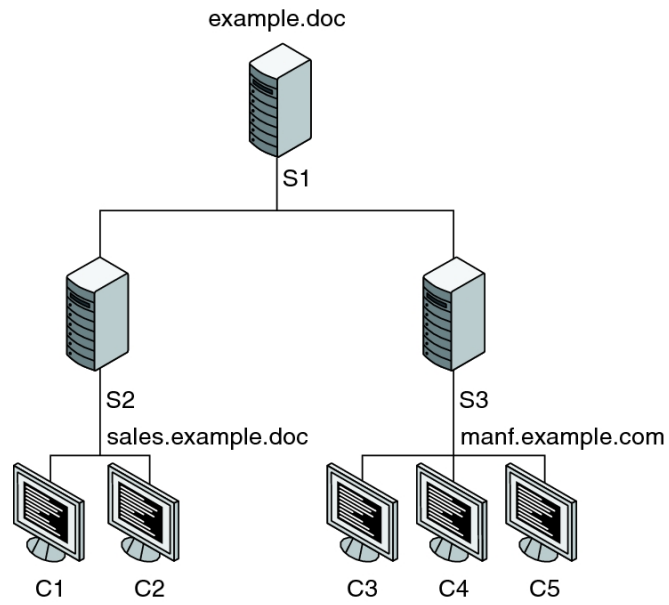 example.doc
S1
S2
S3
sales.example.doc
manf.example.com
C1
C2
C3
C4
C5